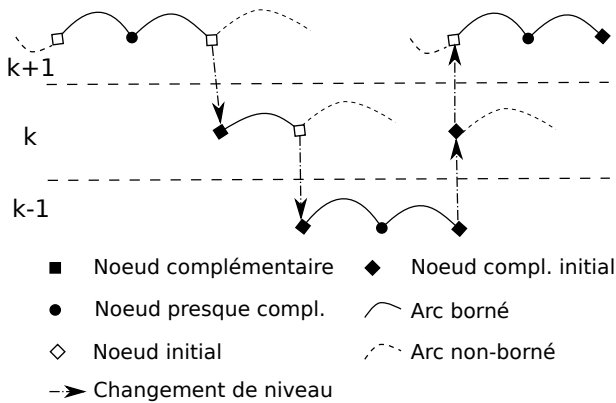 k+1
k
k-1
Noeud complémentaire
Noeud compl. initial
Noeud presque compl.
Arc borné
Noeud initial
Arc non-borné
Changement de niveau